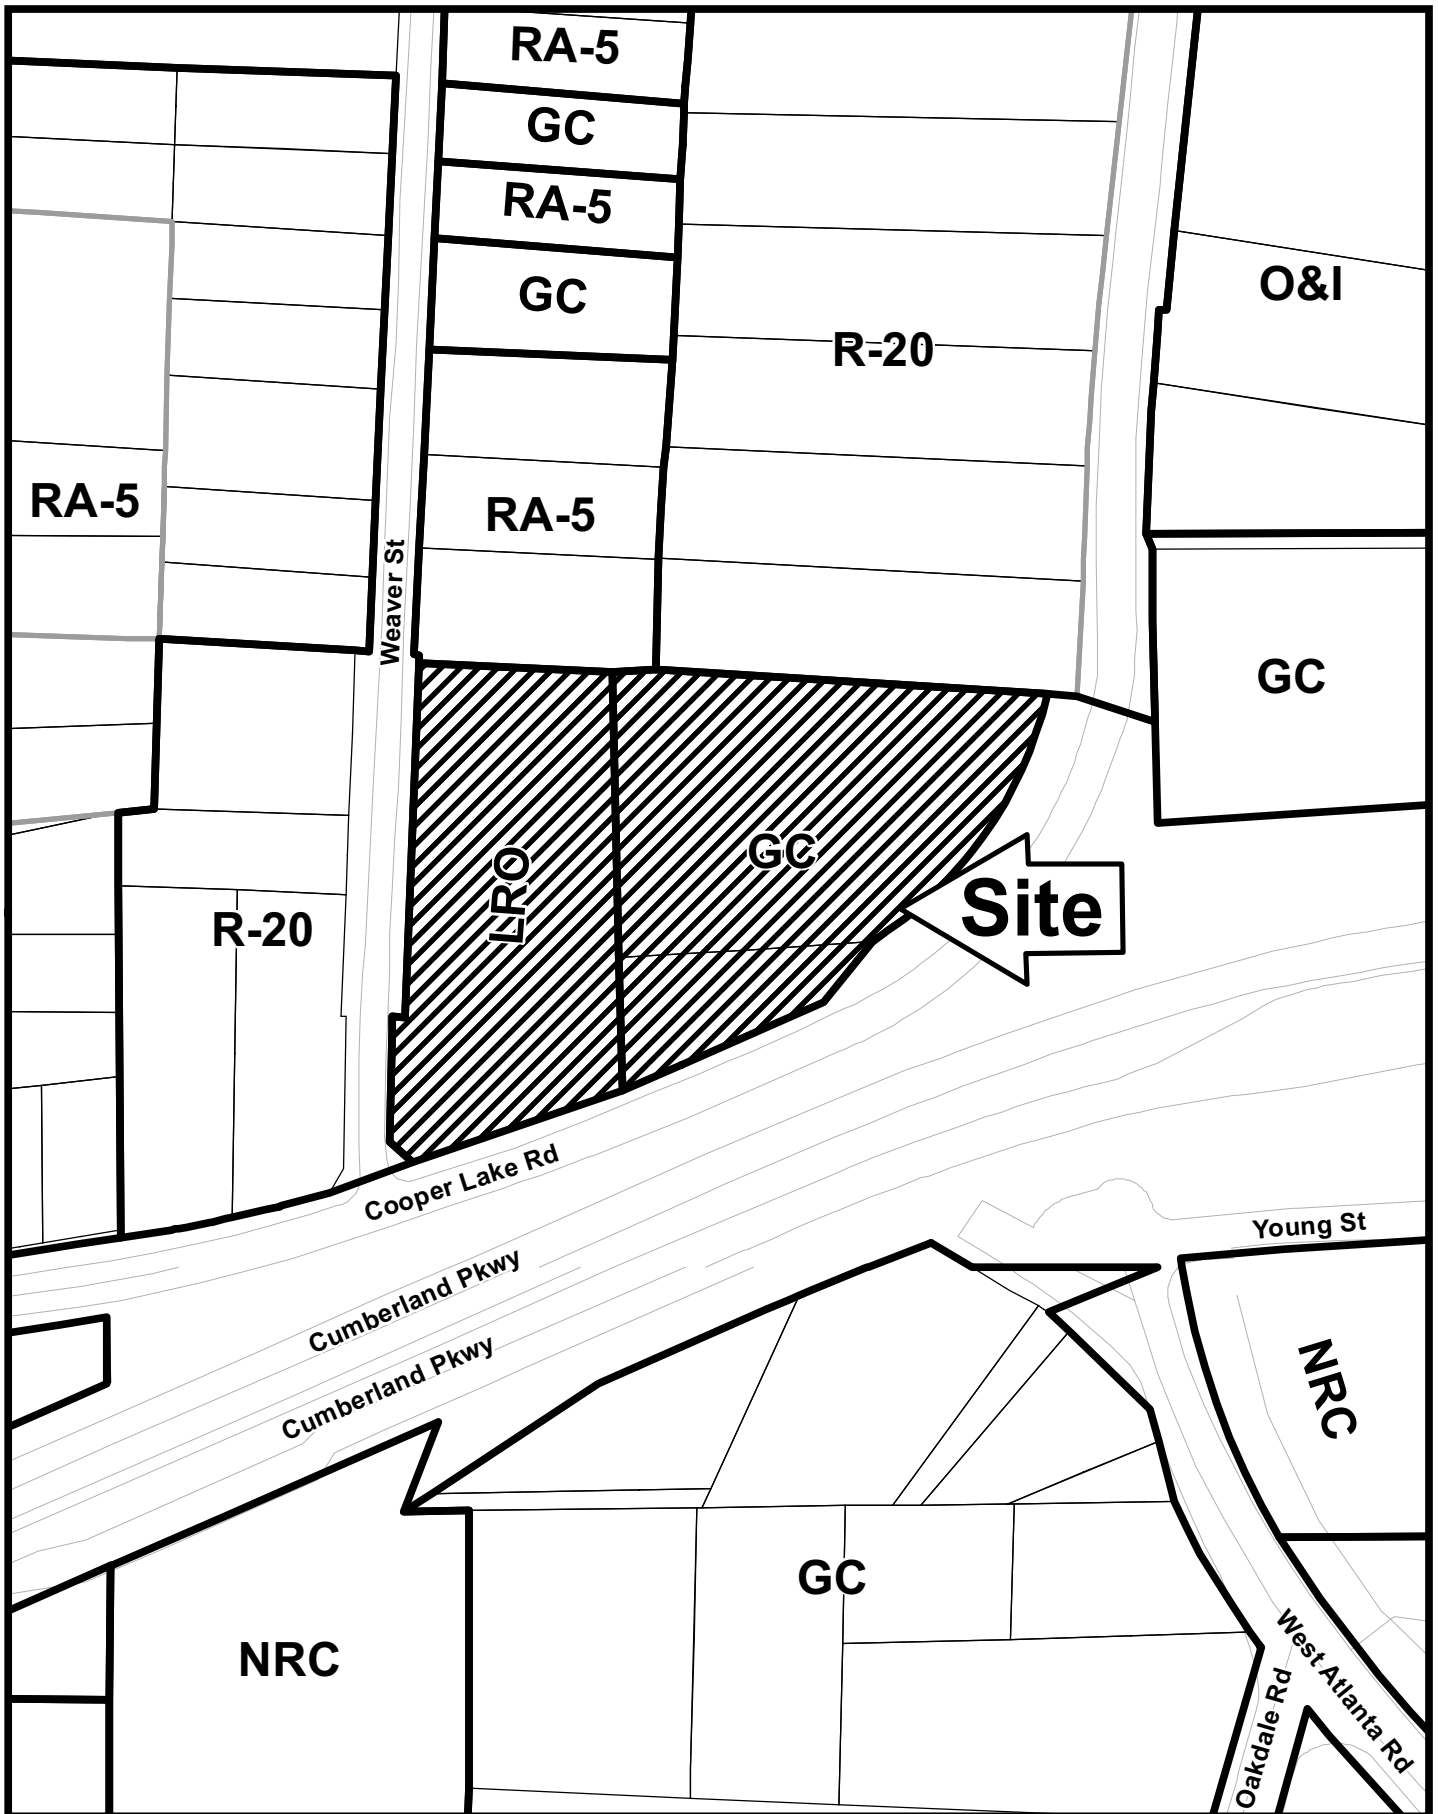 RA-5
GC
RA-5
GC
O&I
R-20
RA-5
RA-5
Weaver St
GC
GC
LRO
Site
R-20
Cooper Lake Rd
Young St
Cumberland Pkwy
Cumberland Pkwy
NRC
GC
NRC
West Atlanta Rd
Oakdale Rd